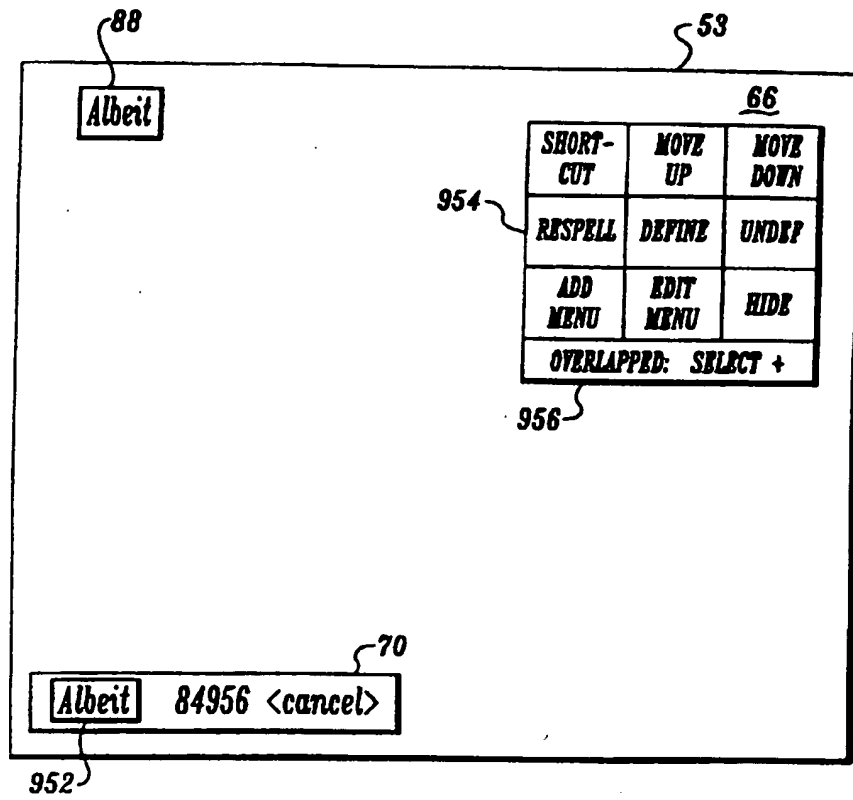 88
53
Albeit
66
SHORT- MOVE MOVE
CUT UP DOWN
954
RESPELL DEFINE UNDEF
ADD EDIT HIDE
MENU MENU
OVERLAPPED: SELECT +
956
70
Albeit 84956 <cancel>
952